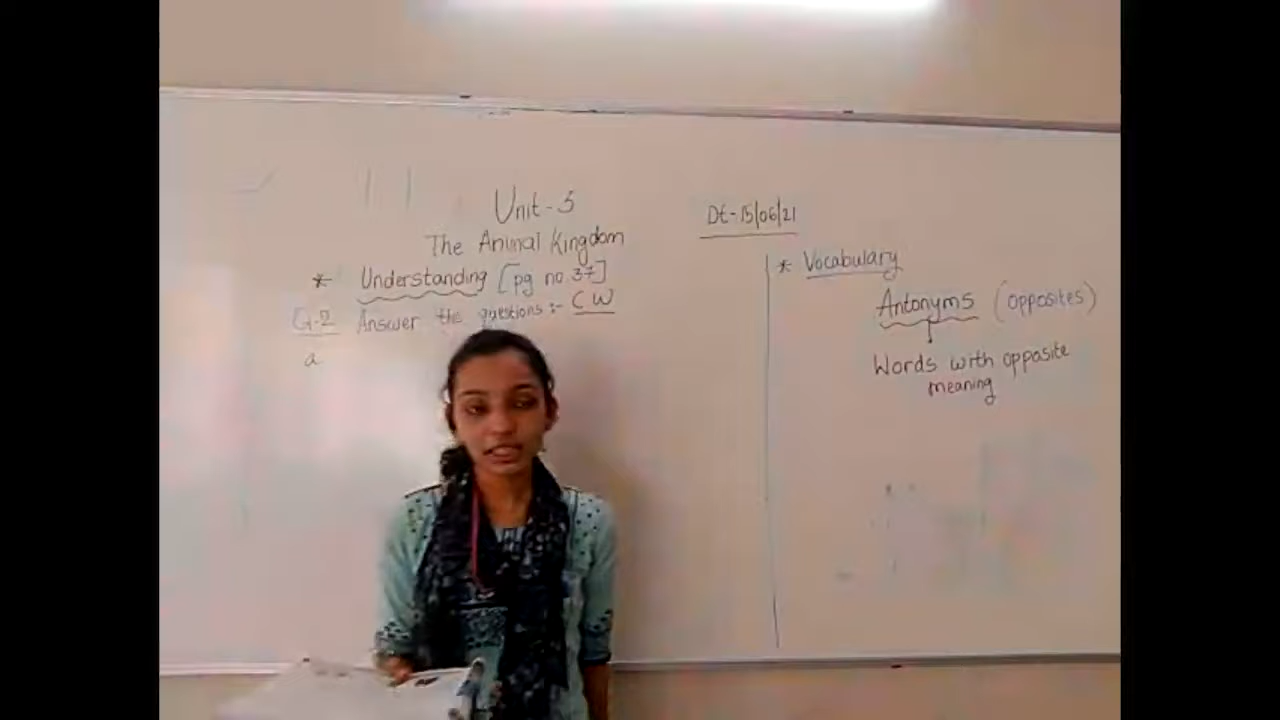 Unit - 3
The Animal Kingdom
* Understanding [pg no. 37]
Q-2 Answer the questions :- CW
a
Dt - 15/06/21
* Vocabulary
Antonyms (opposites)
Words with opposite
meaning